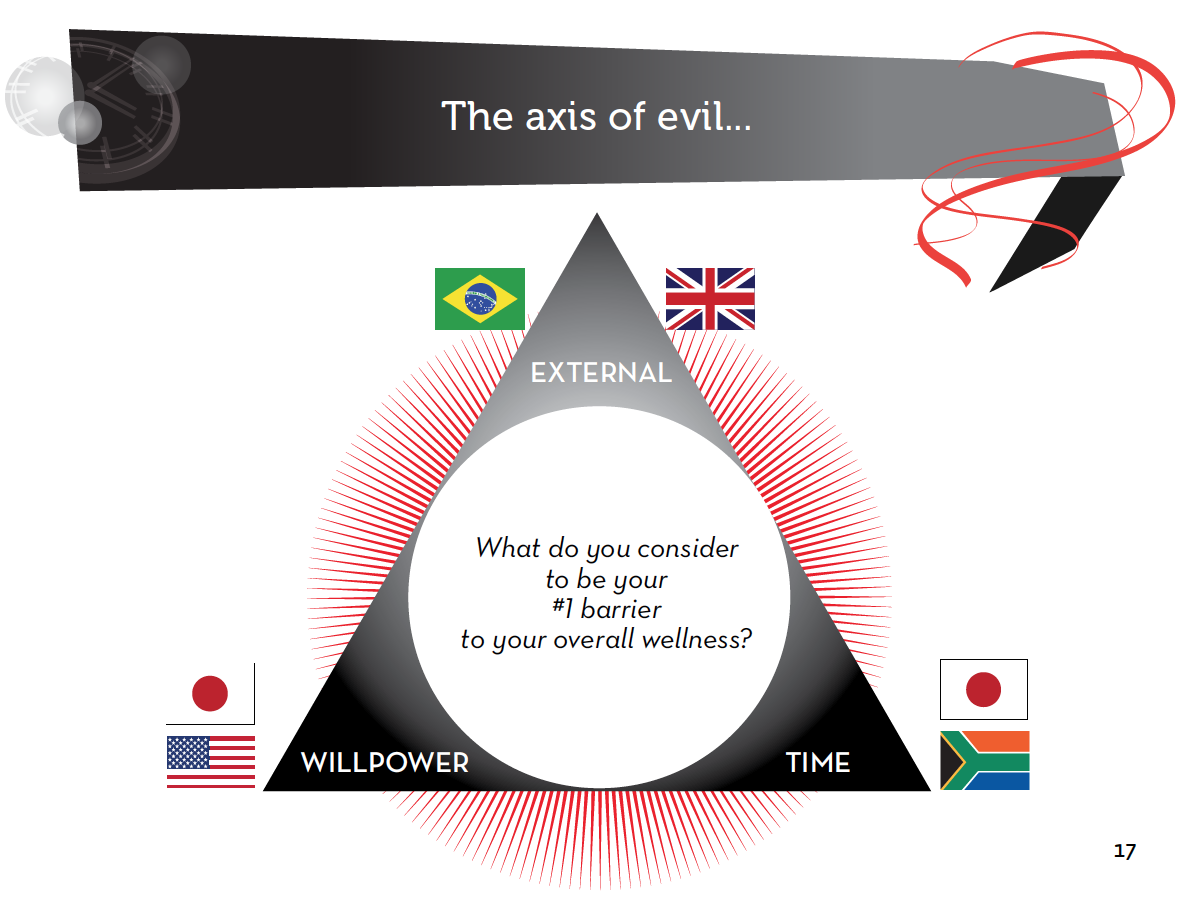 The axis of evil...
EXTERNAL
What do you consider
to be your
#1 barrier
to your overall wellness?
WILLPOWER
TIME
17